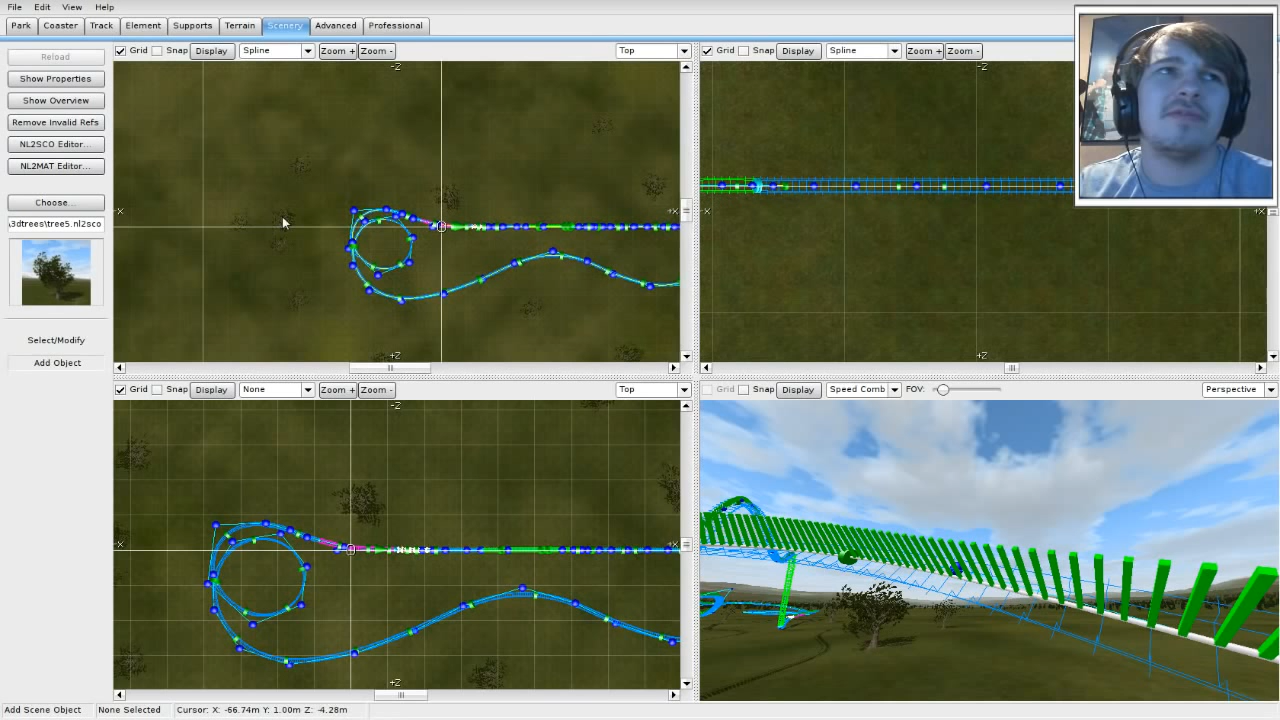 File Edit View Help
Park Coaster Track Element Supports Terrain Scenery Advanced Professional
Reload
Show Properties
Show Overview
Remove Invalid Refs
NL2SCO Editor...
NL2MAT Editor...
Choose...
\3dtrees\tree5.nl2sco
Select/Modify
Add Object
Grid Snap Display Spline Zoom + Zoom - Top
-Z
-X +X
+Z
Grid Snap Display Spline Zoom + Zoom -
-Z
-X
+X
+Z
Grid Snap Display None Zoom + Zoom - Top
-Z
-X +X
+Z
Grid Snap Display Speed Comb FOV: Perspective
Add Scene Object None Selected Cursor: X: -66.74m Y: 1.00m Z: -4.28m